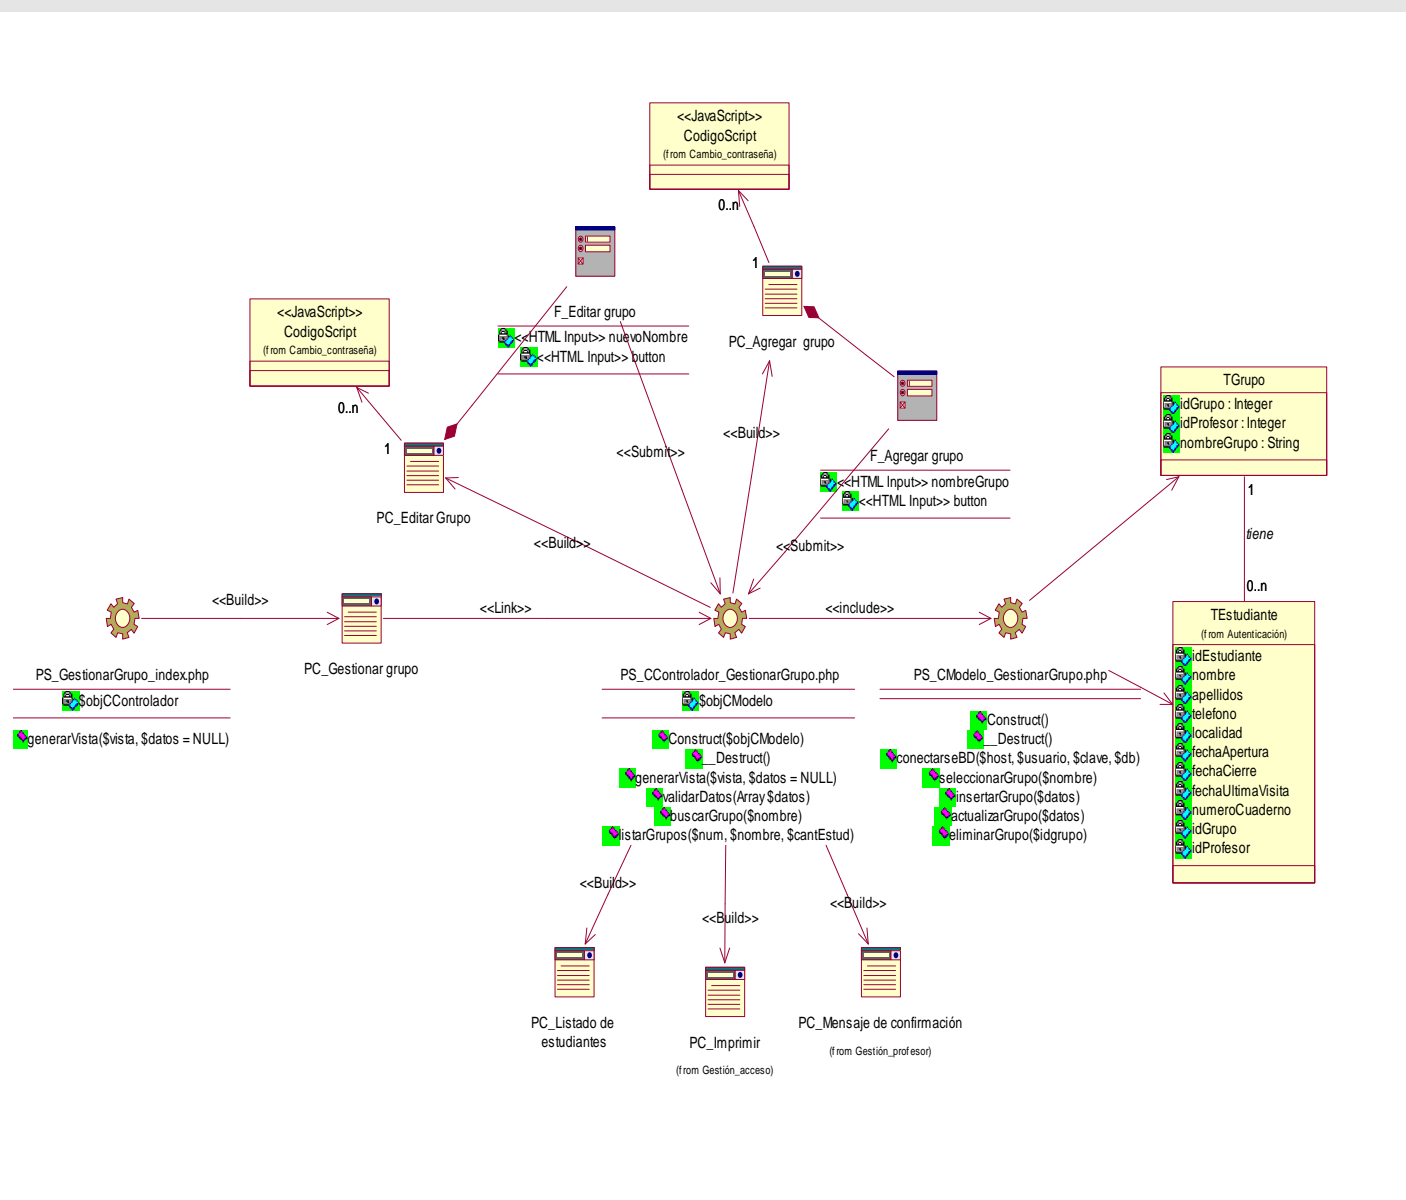 <<JavaScript>>
CodigoScript
(from Cambio_contraseña)
0..n
1
PC_Agregar grupo
F_Editar grupo
<<HTML Input>> nuevoNombre
<<HTML Input>> button
<<JavaScript>>
CodigoScript
(from Cambio_contraseña)
0..n
1
PC_Editar Grupo
<<Submit>>
<<Build>>
F_Agregar grupo
<<HTML Input>> nombreGrupo
<<HTML Input>> button
<<Submit>>
<<Build>>
TGrupo
idGrupo : Integer
idProfesor : Integer
nombreGrupo : String
1
tiene
0..n
<<Build>>
<<Link>>
<<include>>
PS_GestionarGrupo_index.php
$objCControlador
generarVista($vista, $datos = NULL)
PC_Gestionar grupo
PS_CControlador_GestionarGrupo.php
$objCModelo
Construct($objCModelo)
__Destruct()
generarVista($vista, $datos = NULL)
validarDatos(Array $datos)
buscarGrupo($nombre)
listarGrupos($num, $nombre, $cantEstud)
PS_CModelo_GestionarGrupo.php
Construct()
__Destruct()
conectarseBD($host, $usuario, $clave, $db)
seleccionarGrupo($nombre)
insertarGrupo($datos)
actualizarGrupo($datos)
eliminarGrupo($idgrupo)
TEstudiante
(from Autenticación)
idEstudiante
nombre
apellidos
telefono
localidad
fechaApertura
fechaCierre
fechaUltimaVisita
numeroCuaderno
idGrupo
idProfesor
<<Build>>
<<Build>>
<<Build>>
PC_Listado de
estudiantes
PC_Imprimir
(from Gestión_acceso)
PC_Mensaje de confirmación
(from Gestión_profesor)